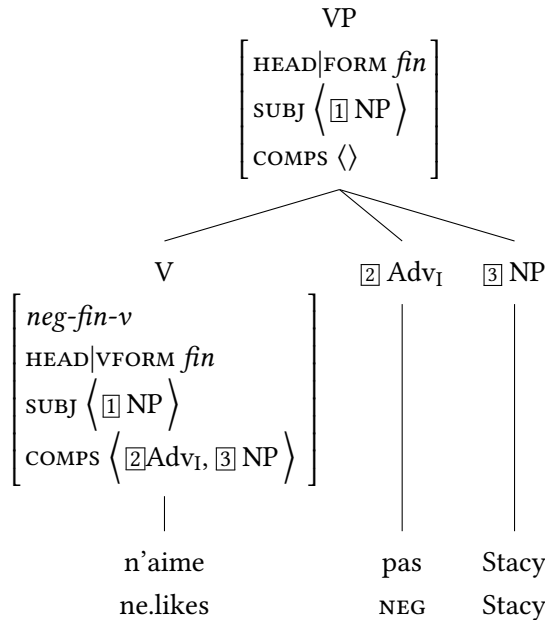 VP
HEAD|FORM fin
SUBJ ⟨ 1 NP ⟩
COMPS ⟨⟩
V 2 Adv_I 3 NP
neg-fin-v
HEAD|VFORM fin
SUBJ ⟨ 1 NP ⟩
COMPS ⟨ 2 Adv_I, 3 NP ⟩
n’aime pas Stacy
ne.likes NEG Stacy